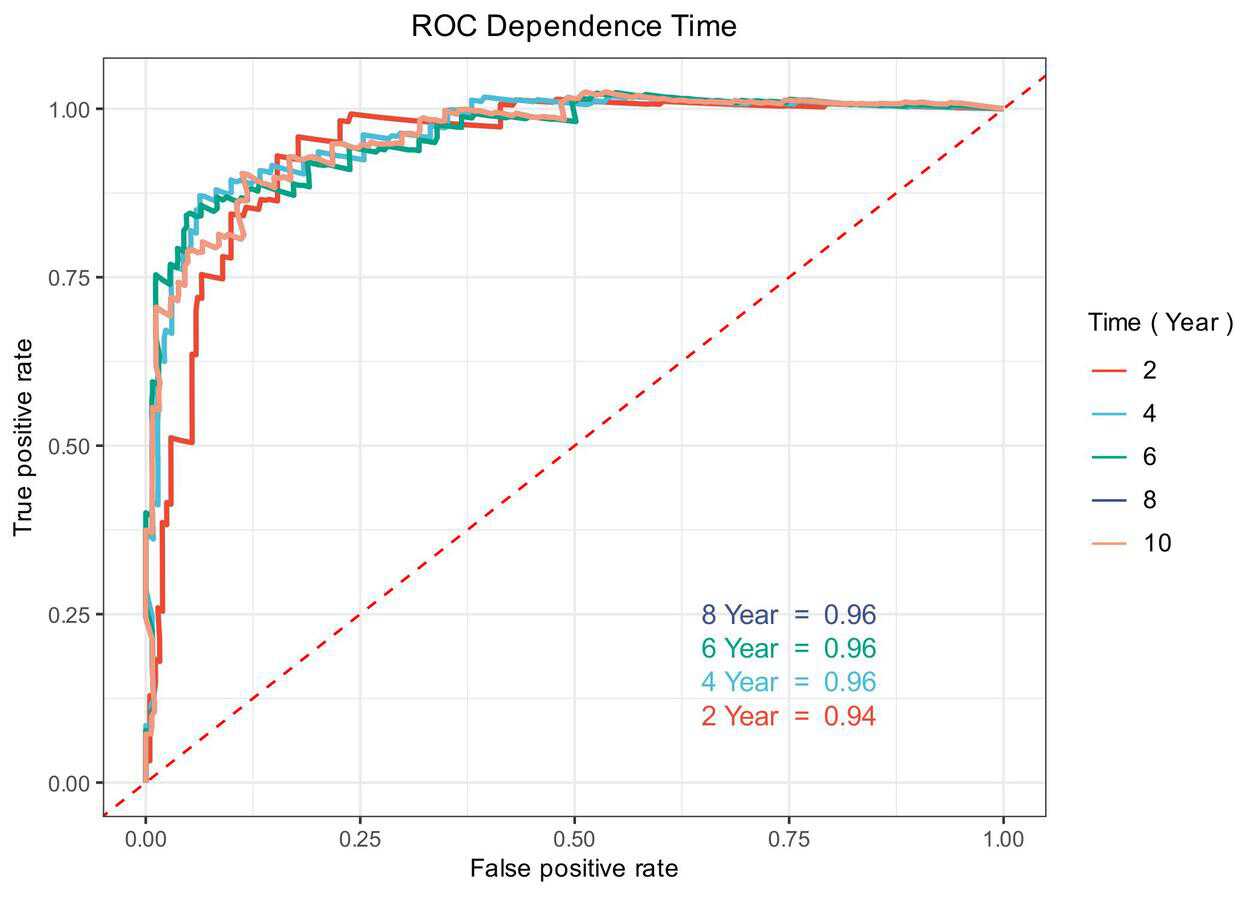 ROC Dependence Time
True positive rate
1.00
0.75
0.50
0.25
0.00
8 Year = 0.96
6 Year = 0.96
4 Year = 0.96
2 Year = 0.94
0.00 0.25 0.50 0.75 1.00
False positive rate
Time ( Year )
2
4
6
8
10